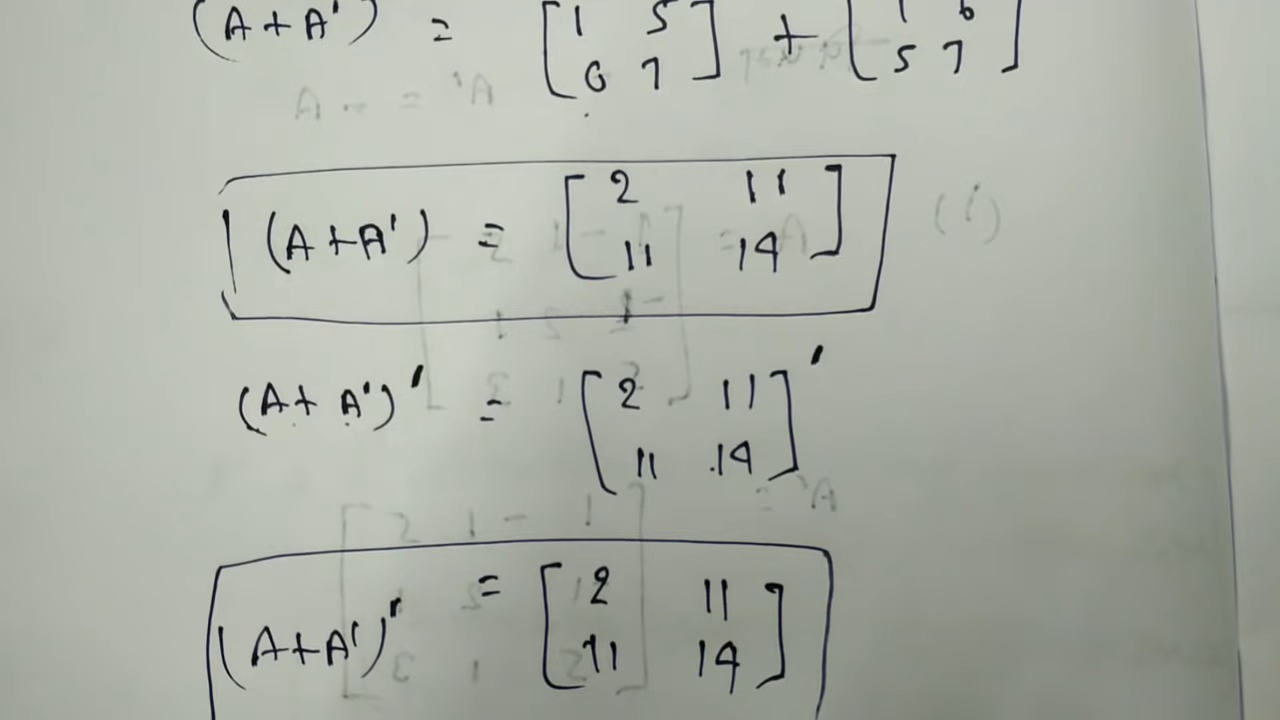 (A+A') = [1 5
6 7] + [1 6
5 7]
(A+A') = [2 11
11 14]
(A+A')' = [2 11
11 14]'
(A+A')' = [2 11
11 14]